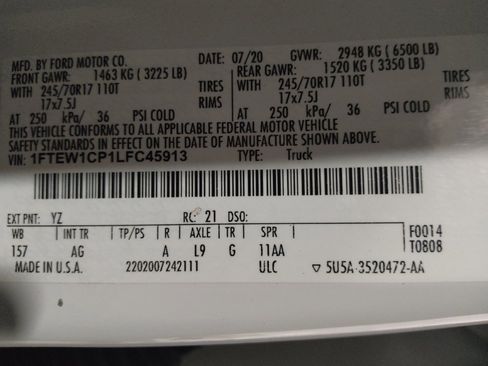 MFD. BY FORD MOTOR CO. DATE: 07/20 GVWR: 2948 KG ( 6500 LB)
FRONT GAWR: 1463 KG ( 3225 LB) REAR GAWR: 1520 KG ( 3350 LB)
WITH 245/70R17 110T TIRES WITH 245/70R17 110T TIRES
17x7.5J RIMS 17x7.5J RIMS
AT 250 kPa/ 36 PSI COLD AT 250 kPa/ 36 PSI COLD
THIS VEHICLE CONFORMS TO ALL APPLICABLE FEDERAL MOTOR VEHICLE
SAFETY STANDARDS IN EFFECT ON THE DATE OF MANUFACTURE SHOWN ABOVE.
VIN: 1FTEW1CP1LFC45913 TYPE: Truck
EXT PNT: YZ RC: 21 DSO:
WB INT TR TP/PS R AXLE TR SPR F0014
157 AG A L9 G 11AA T0808
MADE IN U.S.A. 2202007242111 ULC ▽ 5U5A-3520472-AA